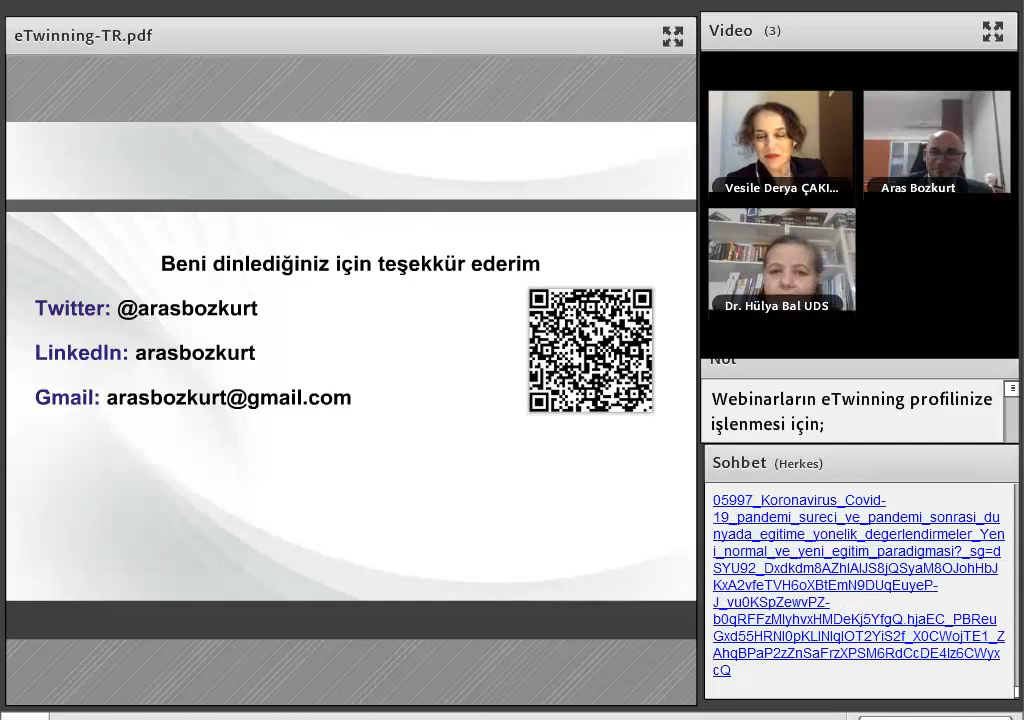 eTwinning-TR.pdf
Beni dinlediğiniz için teşekkür ederim
Twitter: @arasbozkurt
LinkedIn: arasbozkurt
Gmail: arasbozkurt@gmail.com
Video (3)
Vesile Derya ÇAKI...
Aras Bozkurt
Dr. Hülya Bal UDS
Not
Webinarların eTwinning profilinize
işlenmesi için;
Sohbet (Herkes)
05997_Koronavirus_Covid-
19_pandemi_sureci_ve_pandemi_sonrasi_du
nyada_egitime_yonelik_degerlendirmeler_Yen
i_normal_ve_yeni_egitim_paradigmasi?_sg=d
SYU92_Dxdkdm8AZhlAlJS8jQSyaM8OJohHbJ
KxA2vfeTVH6oXBtEmN9DUqEuyeP-
J_vu0KSpZewvPZ-
b0qRFFzMlyhvxHMDeKj5YfgQ.hjaEC_PBReu
Gxd55HRNl0pKLlNlqlOT2YiS2f_X0CWojTE1_Z
AhqBPaP2zZnSaFrzXPSM6RdCcDE4Iz6CWyx
cQ